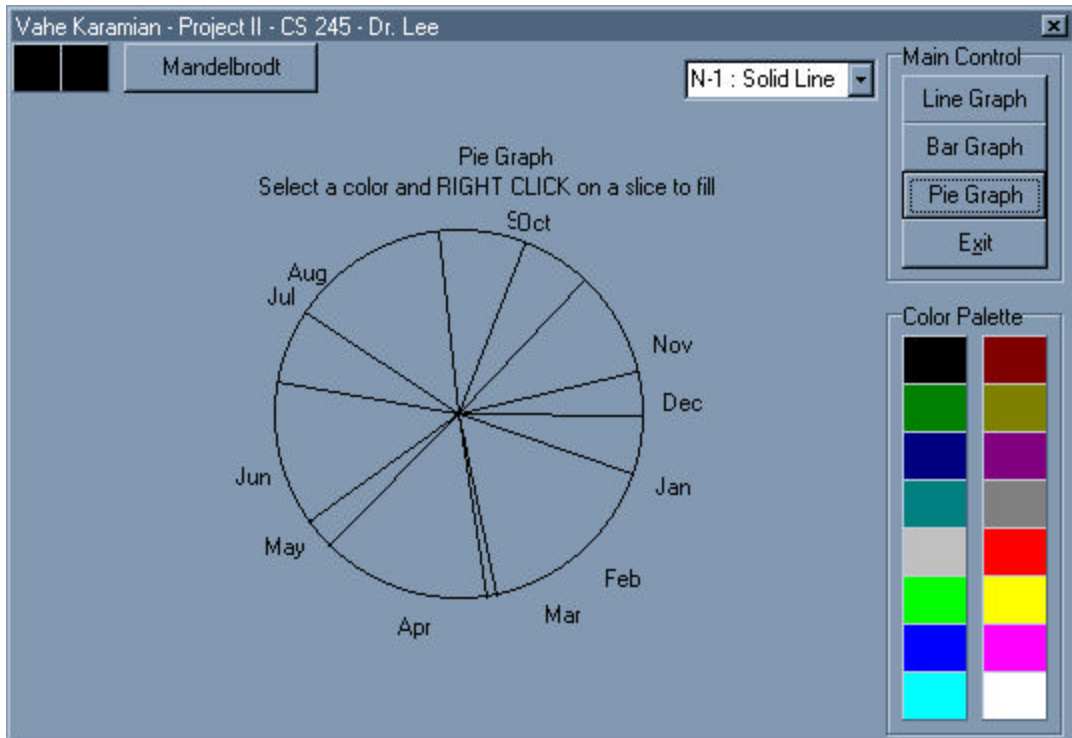 Vahe Karamian - Project II - CS 245 - Dr. Lee
Mandelbrodt
N-1 : Solid Line
Main Control
Line Graph
Bar Graph
Pie Graph
Exit
Pie Graph
Select a color and RIGHT CLICK on a slice to fill
Oct
Aug
Jul
Nov
Dec
Jun
Jan
May
Feb
Mar
Apr
Color Palette